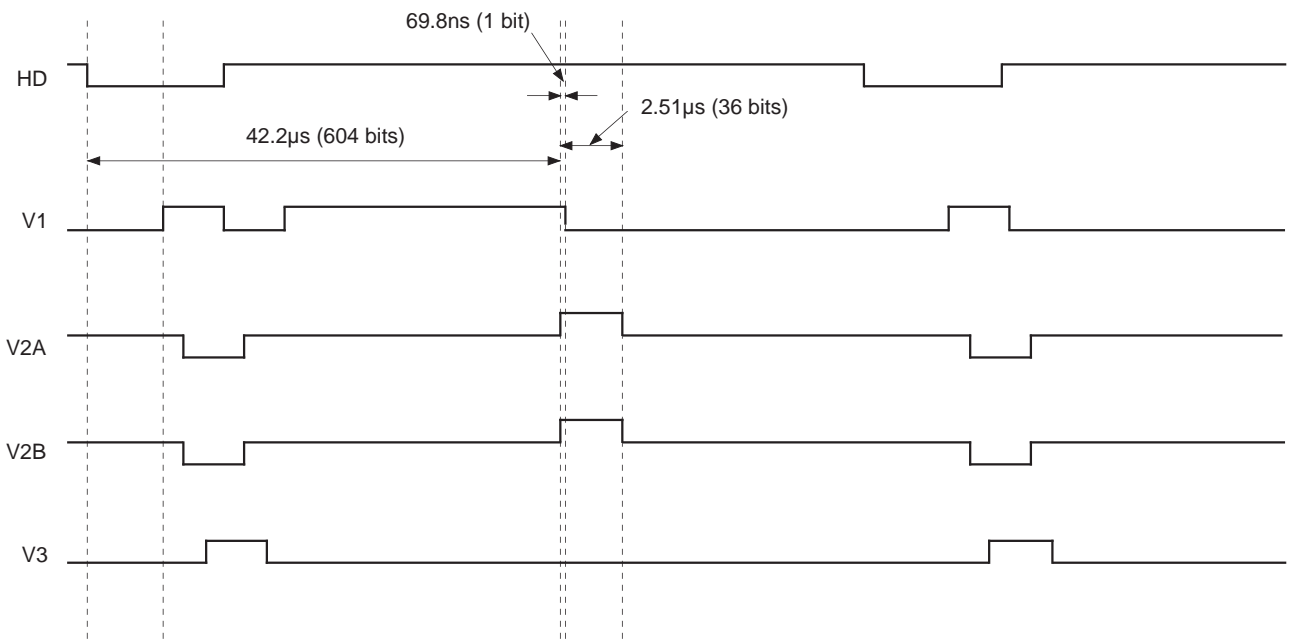 69.8ns (1 bit)
HD
2.51μs (36 bits)
42.2μs (604 bits)
V1
V2A
V2B
V3